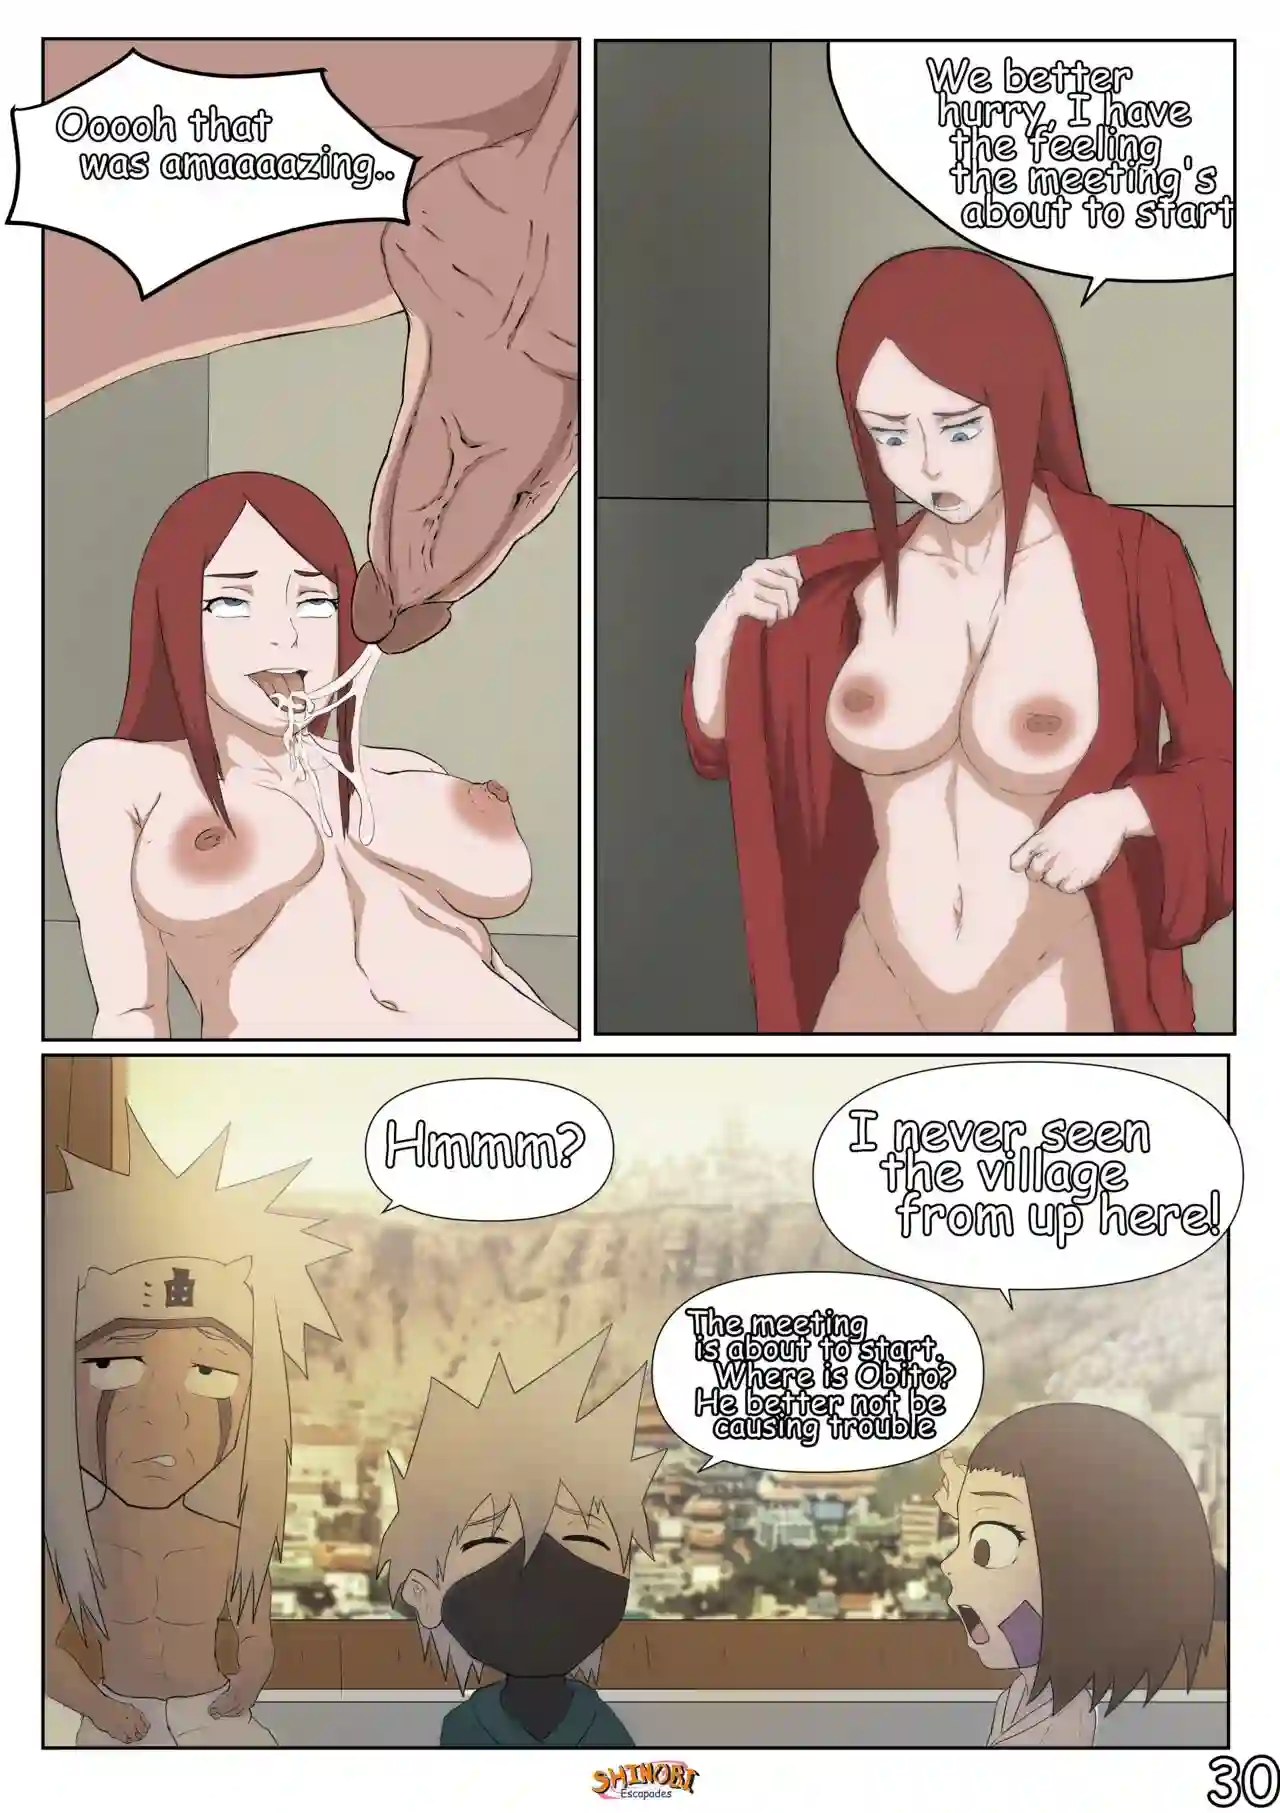 Ooooh that
was amaaaazing..
We better
hurry, I have
the feeling
the meeting's
about to start
Hmmm?
I never seen
the village
from up here!
The meeting
is about to start.
Where is Obito?
He better not be
causing trouble
由
SHINOBI
Escapades
30